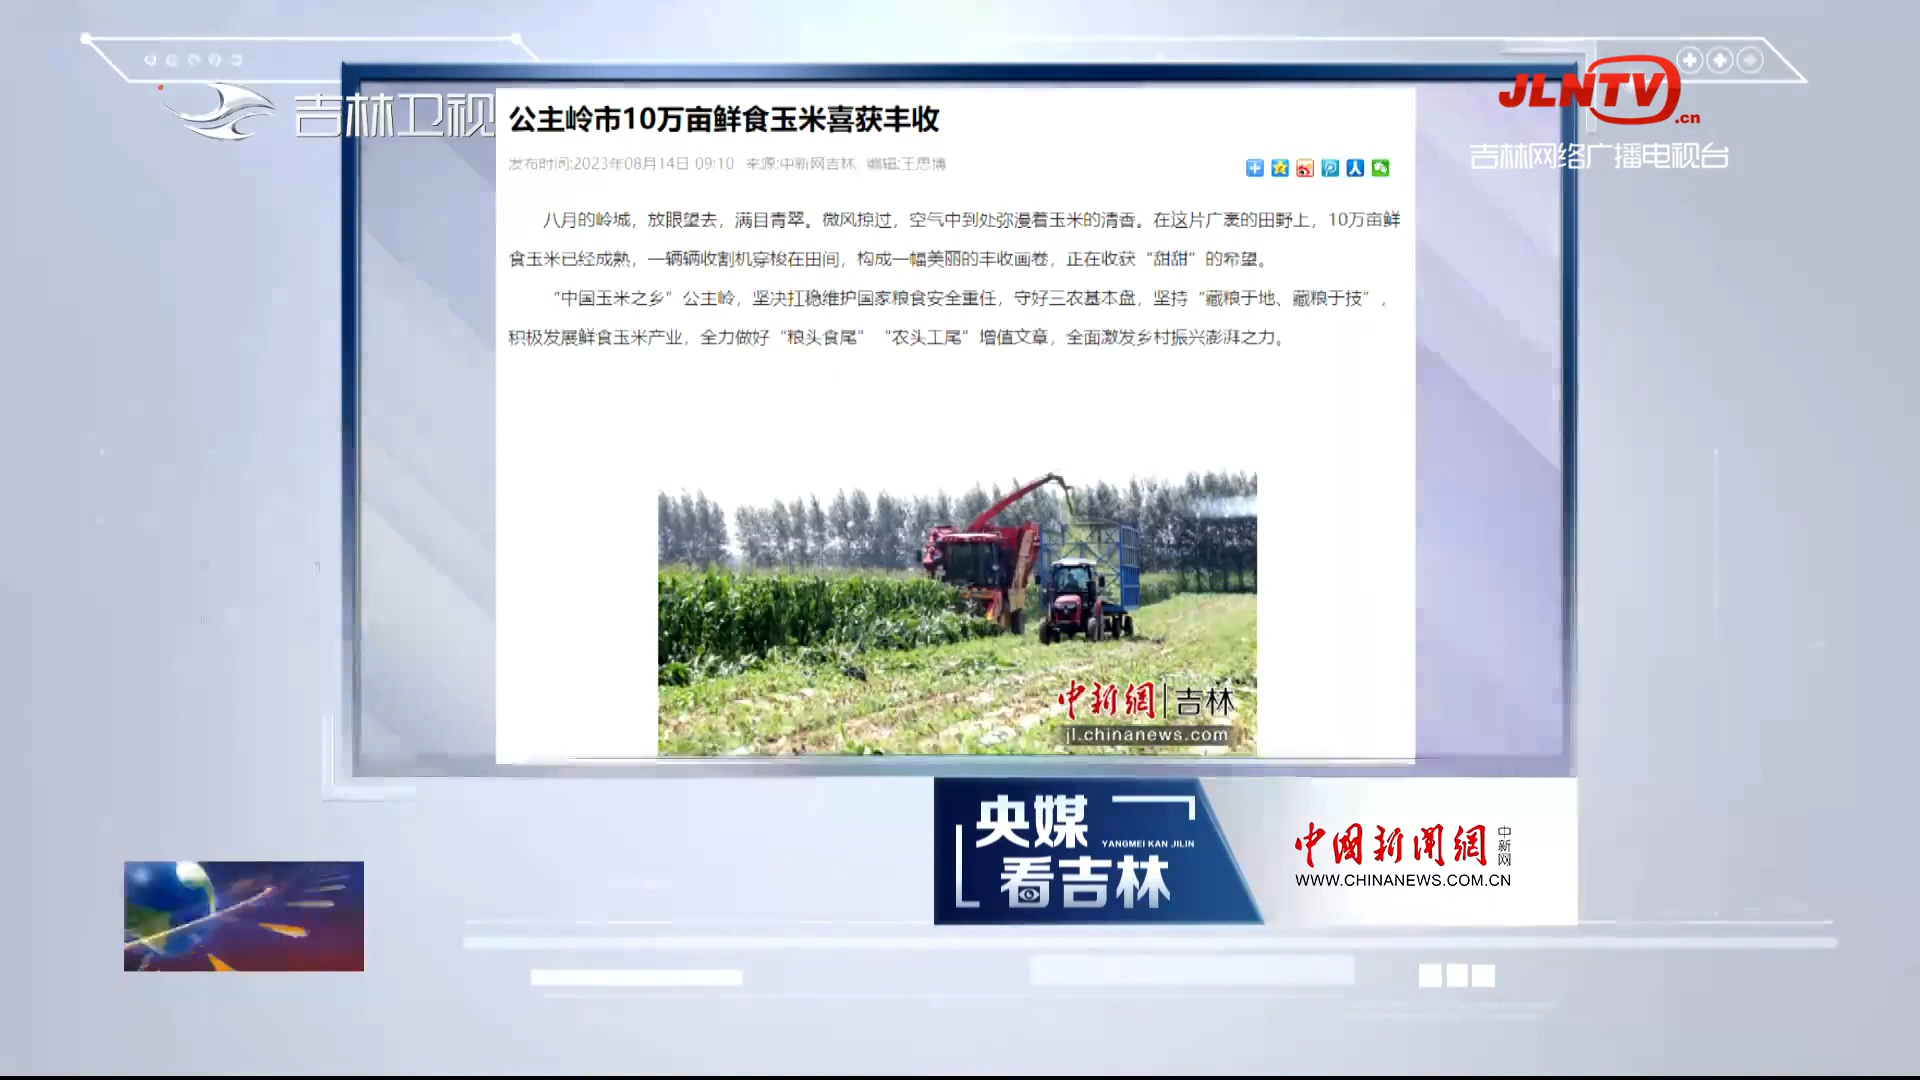 吉林卫视
JLNTV.cn
吉林网络广播电视台
公主岭市10万亩鲜食玉米喜获丰收
发布时间:2023年08月14日 09:10 来源:中新网吉林 编辑:王思博
八月的岭城，放眼望去，满目青翠。微风掠过，空气中到处弥漫着玉米的清香。在这片广袤的田野上，10万亩鲜
食玉米已经成熟，一辆辆收割机穿梭在田间，构成一幅美丽的丰收画卷，正在收获“甜甜”的希望。
“中国玉米之乡”公主岭，坚决扛稳维护国家粮食安全重任，守好三农基本盘，坚持“藏粮于地、藏粮于技”，
积极发展鲜食玉米产业，全力做好“粮头食尾”“农头工尾”增值文章，全面激发乡村振兴澎湃之力。
中新網|吉林
jl.chinanews.com
央媒
YANGMEI KAN JILIN
看吉林
中國新聞網
中新网
WWW.CHINANEWS.COM.CN